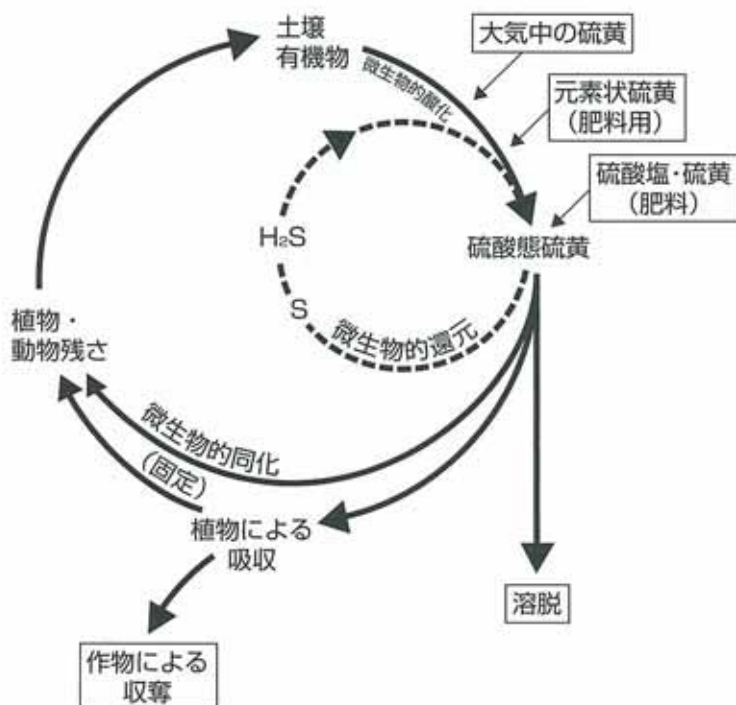 土壌
有機物
微生物的酸化
大気中の硫黄
元素状硫黄
(肥料用)
硫酸塩・硫黄
(肥料)
H₂S
硫酸態硫黄
S
微生物的還元
植物・
動物残さ
微生物的同化
(固定)
植物による
吸収
溶脱
作物による
収奪